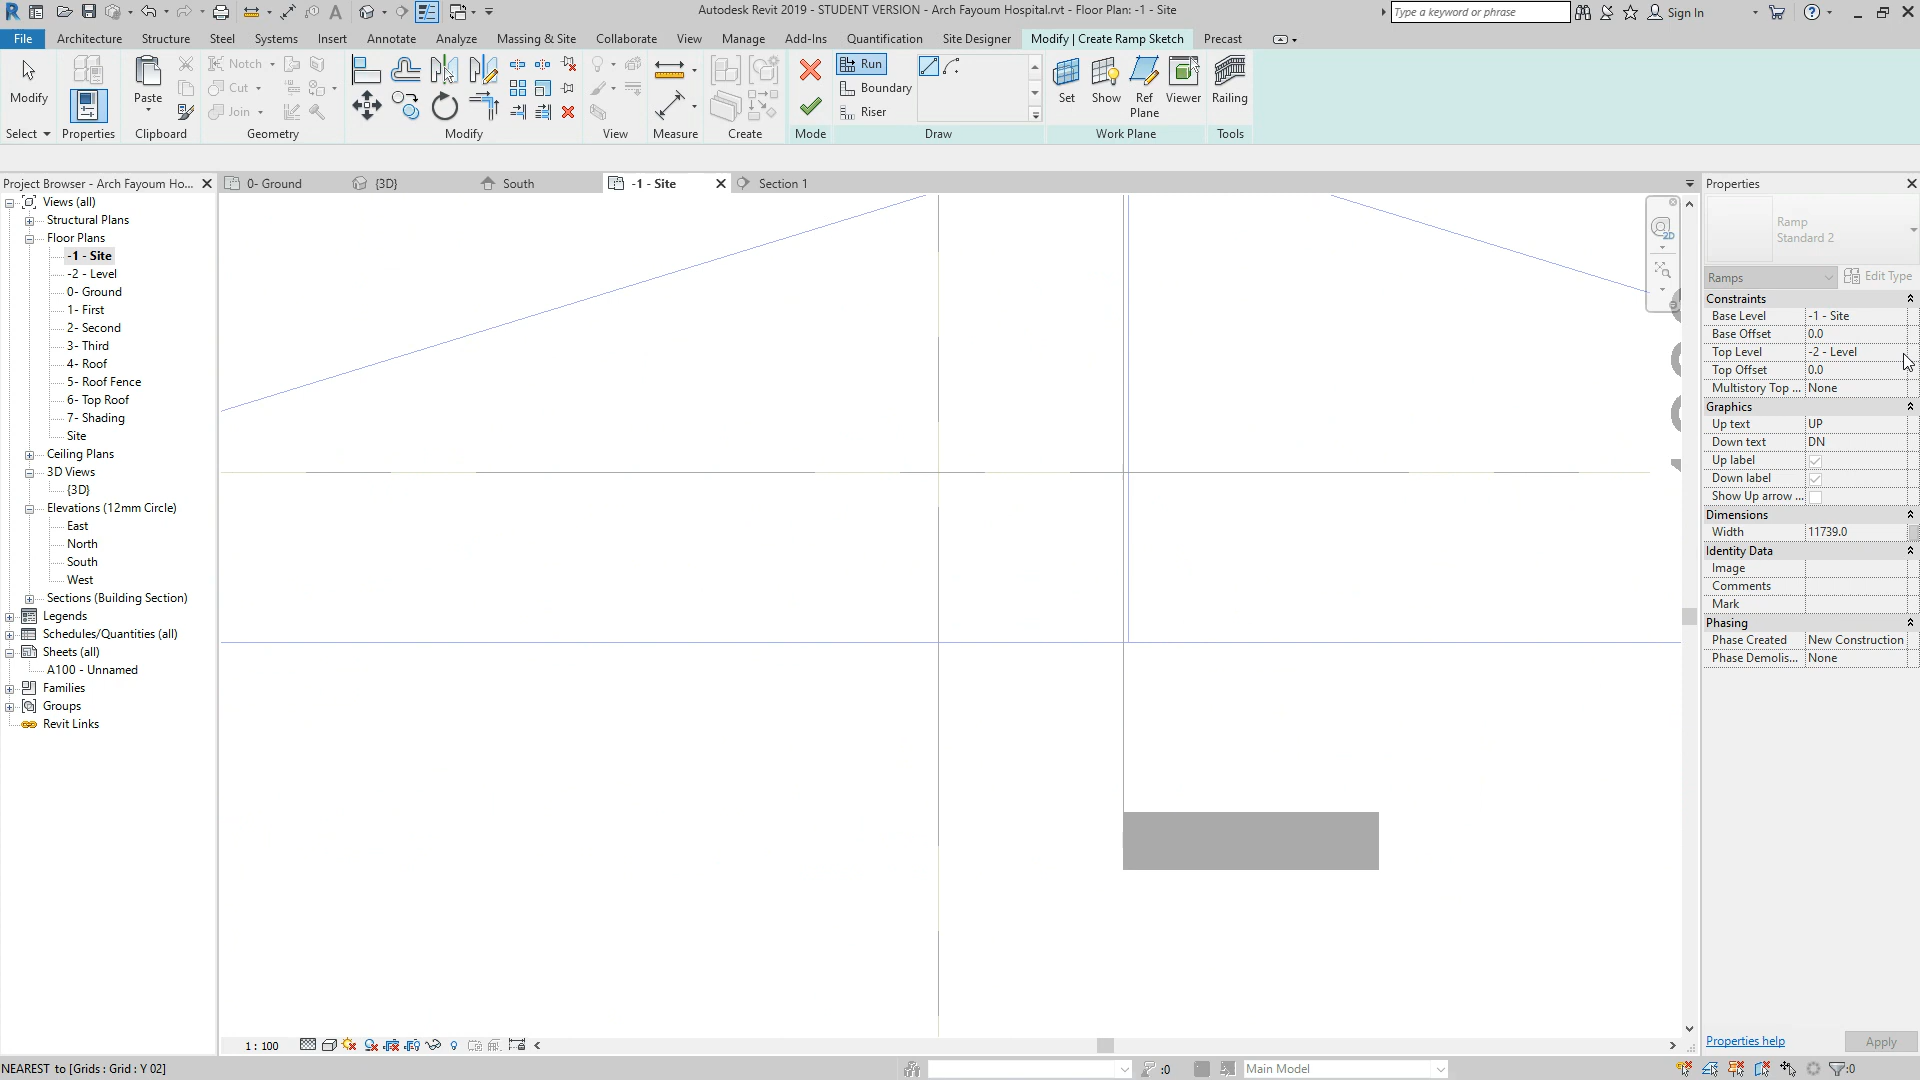 Autodesk Revit 2019 - STUDENT VERSION - Arch Fayoum Hospital.rvt - Floor Plan: -1 - Site
Type a keyword or phrase
Sign In
File Architecture Structure Steel Systems Insert Annotate Analyze Massing & Site Collaborate View Manage Add-Ins Quantification Site Designer Modify | Create Ramp Sketch Precast
Modify
Paste
Notch
Cut
Join
Run
Boundary
Riser
Set Show Ref Plane Viewer Railing
Select Properties Clipboard Geometry Modify View Measure Create Mode Draw Work Plane Tools
Project Browser - Arch Fayoum Ho...
0- Ground {3D} South -1 - Site Section 1
Views (all)
Structural Plans
Floor Plans
-1 - Site
-2 - Level
0- Ground
1- First
2- Second
3- Third
4- Roof
5- Roof Fence
6- Top Roof
7- Shading
Site
Ceiling Plans
3D Views
{3D}
Elevations (12mm Circle)
East
North
South
West
Sections (Building Section)
Legends
Schedules/Quantities (all)
Sheets (all)
A100 - Unnamed
Families
Groups
Revit Links
2D
Properties
Ramp
Standard 2
Ramps Edit Type
Constraints
Base Level -1 - Site
Base Offset 0.0
Top Level -2 - Level
Top Offset 0.0
Multistory Top ... None
Graphics
Up text UP
Down text DN
Up label
Down label
Show Up arrow ...
Dimensions
Width 11739.0
Identity Data
Image
Comments
Mark
Phasing
Phase Created New Construction
Phase Demolis... None
Properties help Apply
1 : 100
NEAREST to [Grids : Grid : Y 02]
:0
Main Model
:0